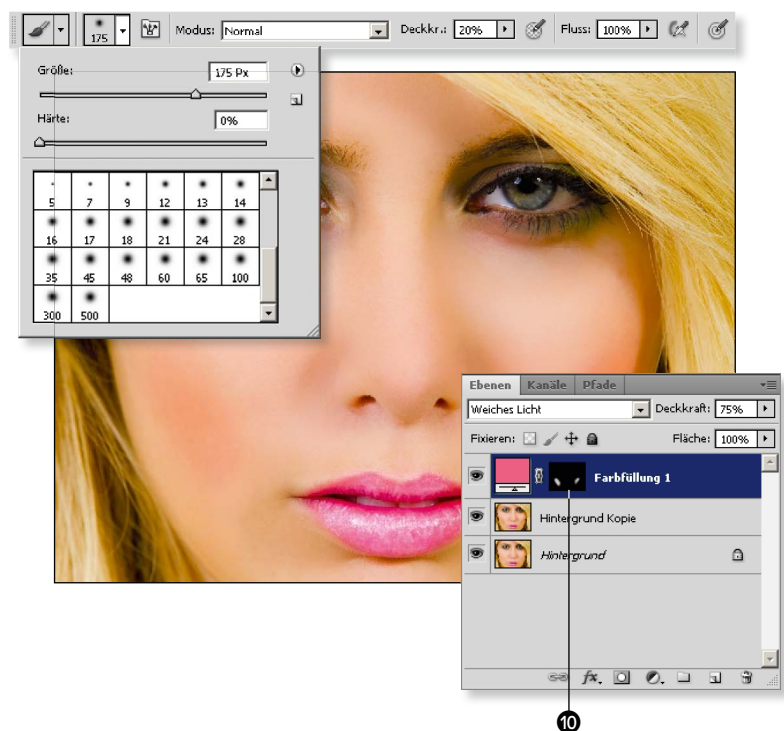 175 Modus: Normal Deckkr.: 20% Fluss: 100%
Größe: 175 Px
Härte: 0%
5 7 9 12 13 14
16 17 18 21 24 28
35 45 48 60 65 100
300 500
Ebenen Kanäle Pfade
Weiches Licht Deckkraft: 75%
Fixieren: Fläche: 100%
Farbfüllung 1
Hintergrund Kopie
Hintergrund
fx.
10